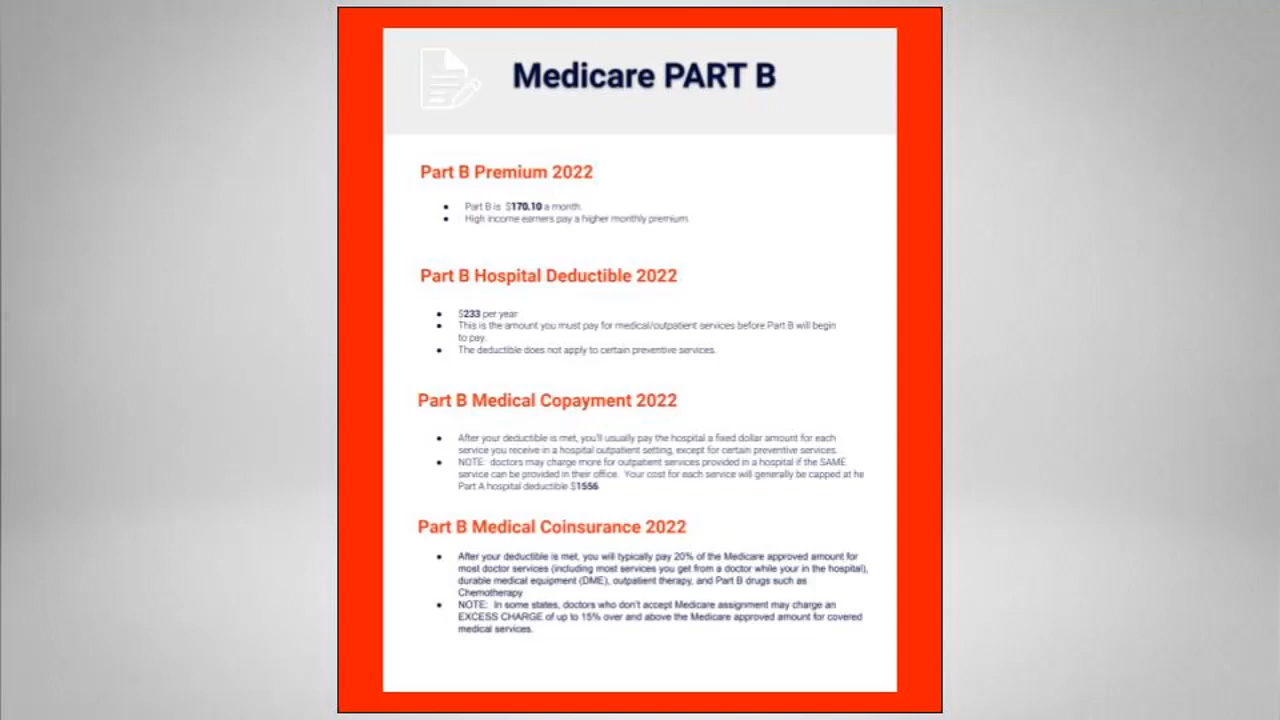 Medicare PART B
Part B Premium 2022
Part B is $170.10 a month.
High income earners pay a higher monthly premium.
Part B Hospital Deductible 2022
$233 per year
This is the amount you must pay for medical/outpatient services before Part B will begin
to pay.
The deductible does not apply to certain preventive services.
Part B Medical Copayment 2022
After your deductible is met, you'll usually pay the hospital a fixed dollar amount for each
service you receive in a hospital outpatient setting, except for certain preventive services.
NOTE: doctors may charge more for outpatient services provided in a hospital if the SAME
service can be provided in their office. Your cost for each service will generally be capped at he
Part A hospital deductible $1556
Part B Medical Coinsurance 2022
After your deductible is met, you will typically pay 20% of the Medicare approved amount for
most doctor services (including most services you get from a doctor while your in the hospital),
durable medical equipment (DME), outpatient therapy, and Part B drugs such as
Chemotherapy
NOTE: In some states, doctors who don't accept Medicare assignment may charge an
EXCESS CHARGE of up to 15% over and above the Medicare approved amount for covered
medical services.